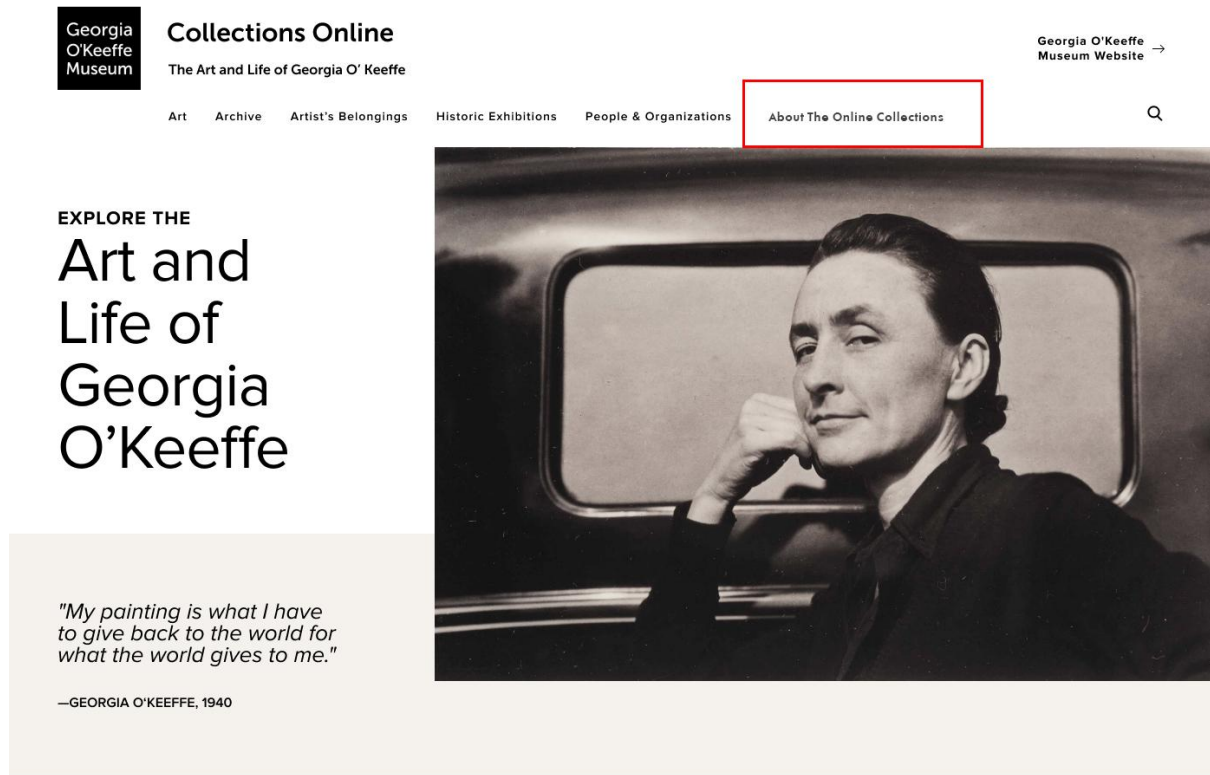 Georgia
O'Keeffe
Museum
Collections Online
The Art and Life of Georgia O' Keeffe
Georgia O'Keeffe
Museum Website →
Art Archive Artist's Belongings Historic Exhibitions People & Organizations About The Online Collections
EXPLORE THE
Art and
Life of
Georgia
O'Keeffe
"My painting is what I have
to give back to the world for
what the world gives to me."
—GEORGIA O'KEEFFE, 1940